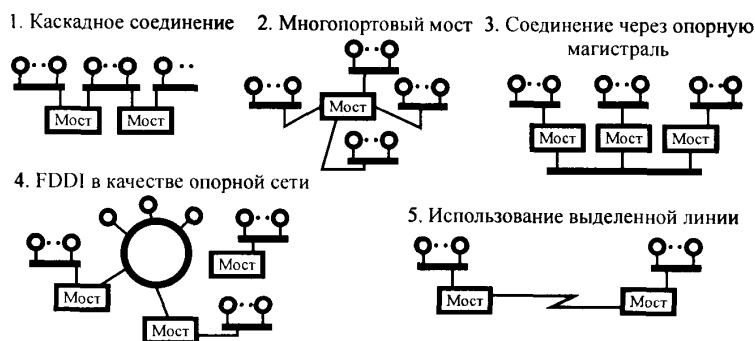 1. Каскадное соединение
2. Многопортовый мост
3. Соединение через опорную
магистраль
Мост
Мост
Мост
Мост
Мост
Мост
4. FDDI в качестве опорной сети
Мост
Мост
Мост
5. Использование выделенной линии
Мост
Мост